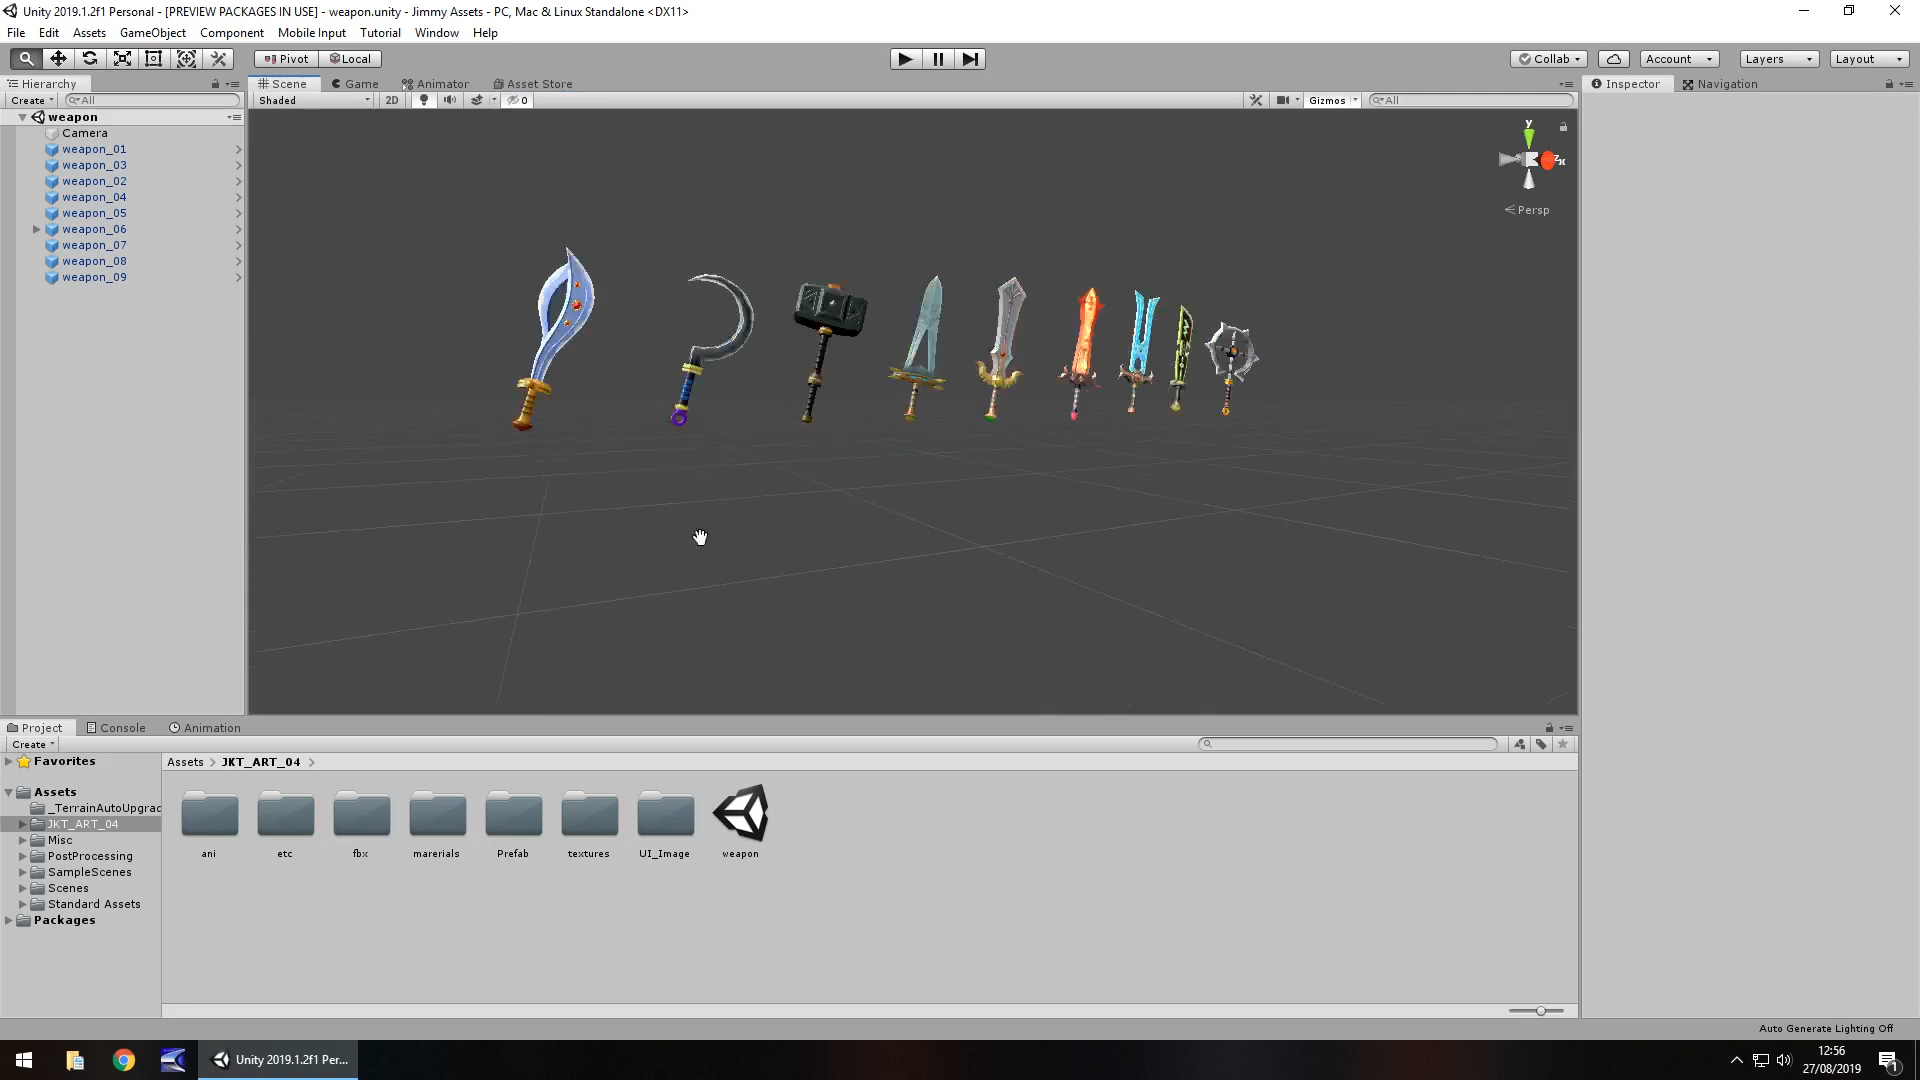 Unity 2019.1.2f1 Personal - [PREVIEW PACKAGES IN USE] - weapon.unity - Jimmy Assets - PC, Mac & Linux Standalone <DX11>
File Edit Assets GameObject Component Mobile Input Tutorial Window Help
Pivot Local Collab Account Layers Layout
Hierarchy Scene Game Animator Asset Store Inspector Navigation
Create All Shaded 2D 0 Gizmos All
weapon
Camera
weapon_01
weapon_03
weapon_02
weapon_04
weapon_05
weapon_06
weapon_07
weapon_08
weapon_09
y
x
Persp
Project Console Animation
Create
Favorites
Assets > JKT_ART_04 >
Assets
_TerrainAutoUpgrac
JKT_ART_04
Misc
PostProcessing
SampleScenes
Scenes
Standard Assets
Packages
ani etc fbx marerials Prefab textures UI_Image weapon
Auto Generate Lighting Off
Unity 2019.1.2f1 Per...
12:56
27/08/2019
1